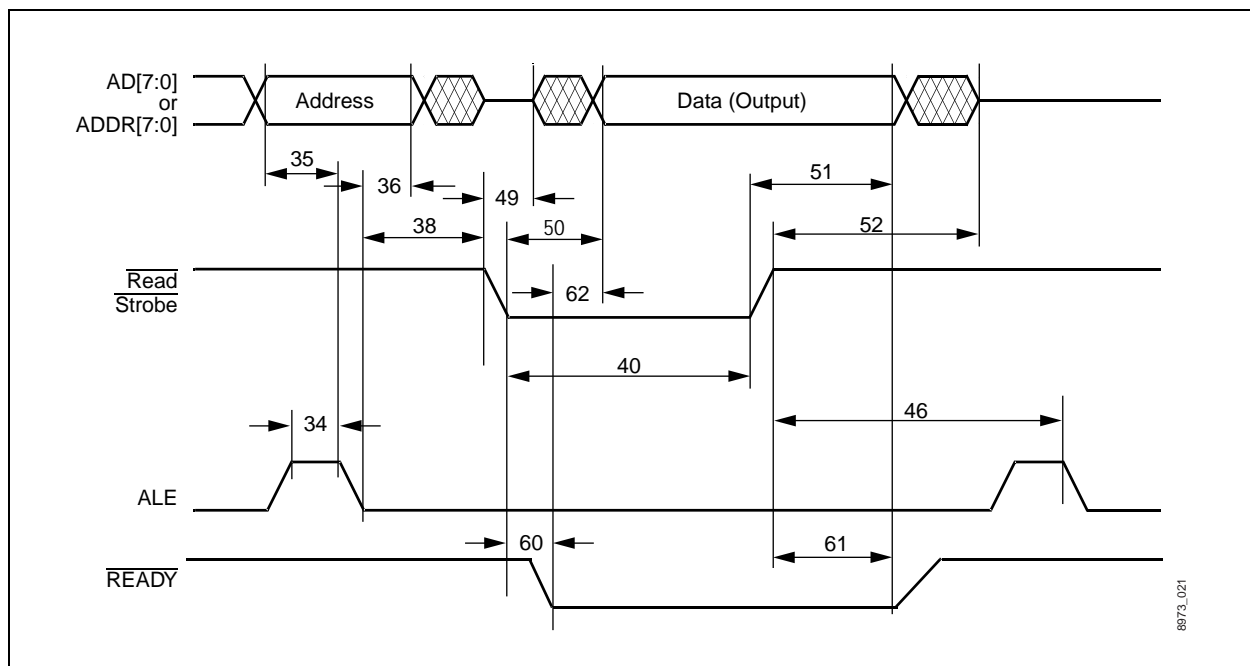 AD[7:0]
or
ADDR[7:0]
Address
Data (Output)
35
36
49
51
38
50
52
Read
Strobe
62
40
46
34
ALE
60
61
READY
8973_021